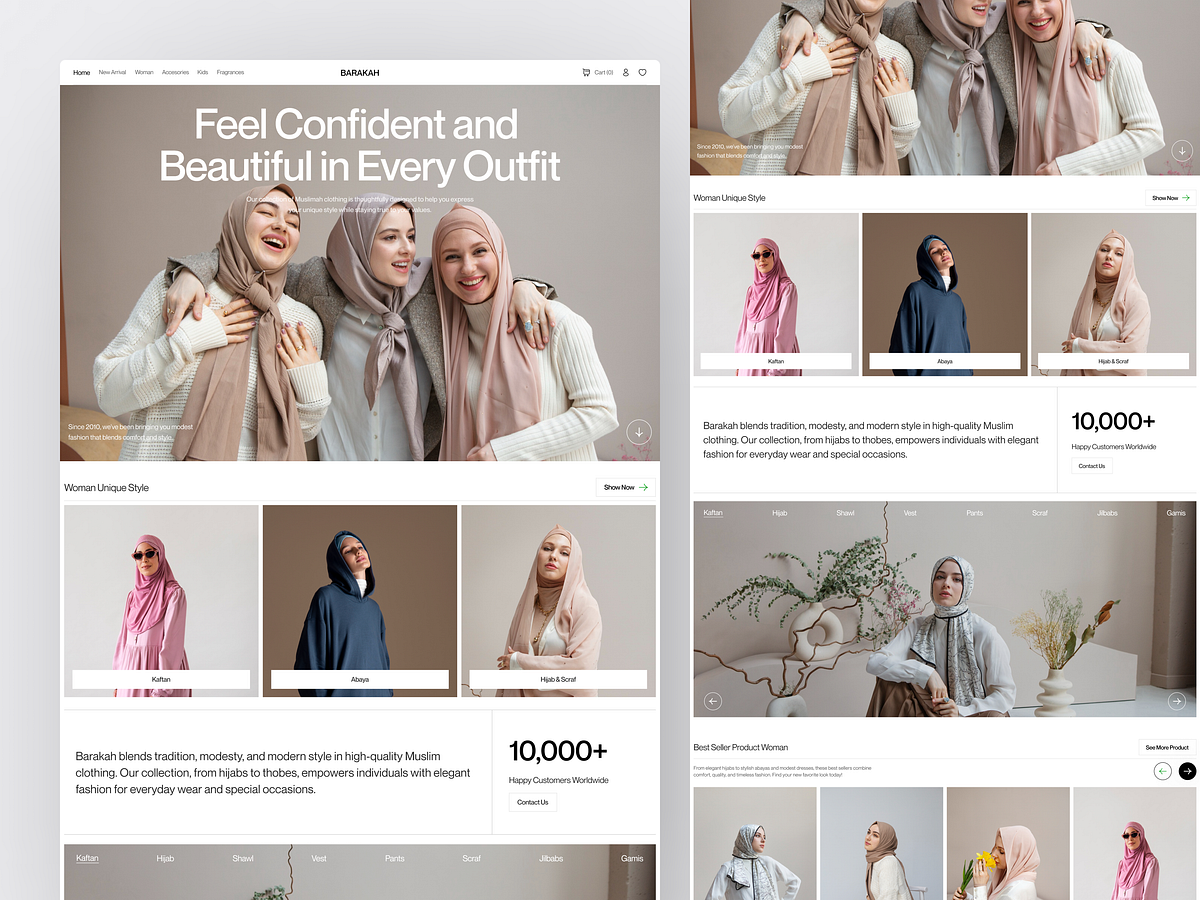 Home New Arrival Woman Accesories Kids Fragrances BARAKAH Cart (0)
Feel Confident and
Beautiful in Every Outfit
Our collection of Muslimah clothing is thoughtfully designed to help you express
your unique style while staying true to your values.
Since 2010, we've been bringing you modest
fashion that blends comfort and style.
Woman Unique Style Show Now
Kaftan Abaya Hijab & Scraf
Barakah blends tradition, modesty, and modern style in high-quality Muslim
clothing. Our collection, from hijabs to thobes, empowers individuals with elegant
fashion for everyday wear and special occasions.
10,000+
Happy Customers Worldwide
Contact Us
Kaftan Hijab Shawl Vest Pants Scraf Jilbabs Gamis
Since 2010, we've been bringing you modest
fashion that blends comfort and style.
Woman Unique Style Show Now
Kaftan Abaya Hijab & Scraf
Barakah blends tradition, modesty, and modern style in high-quality Muslim
clothing. Our collection, from hijabs to thobes, empowers individuals with elegant
fashion for everyday wear and special occasions.
10,000+
Happy Customers Worldwide
Contact Us
Kaftan Hijab Shawl Vest Pants Scraf Jilbabs Gamis
Best Seller Product Woman See More Product
From elegant hijabs to stylish abayas and modest dresses, these best sellers combine
comfort, quality, and timeless fashion. Find your new favorite look today!